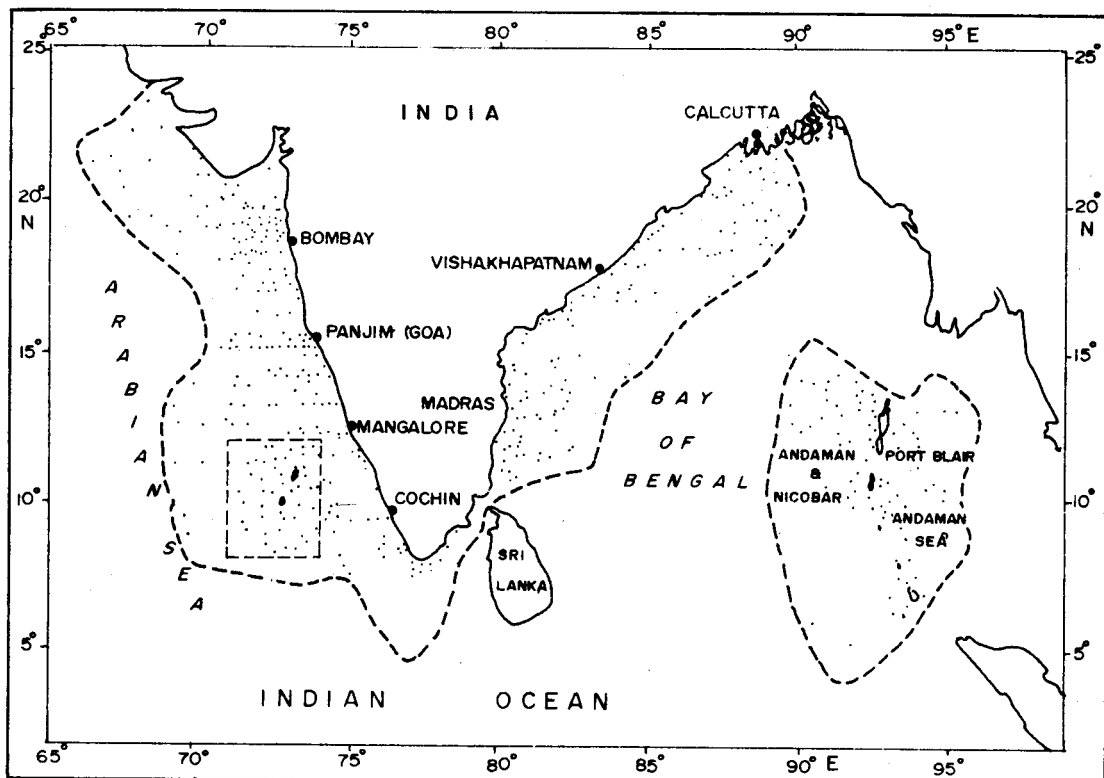 65° 70° 75° 80° 85° 90° 95° E
25° 25°
INDIA
CALCUTTA
20° 20°
N N
BOMBAY
VISHAKHAPATNAM
ARABIAN SEA
PANJIM (GOA)
15° 15°
MADRAS
BAY
MANGALORE
OF
ANDAMAN
PORT BLAIR
&
BENGAL
NICOBAR
10° 10°
COCHIN
ANDAMAN
SEA
SRI
LANKA
5° 5°
INDIAN OCEAN
65° 70° 75° 80° 85° 90° E 95°